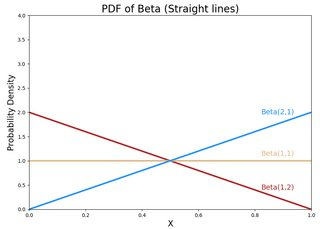 PDF of Beta (Straight lines)
4.0
3.5
3.0
2.5
2.0
1.5
1.0
0.5
0.0
Probability Density
Beta(2,1)
Beta(1,1)
Beta(1,2)
0.0 0.2 0.4 0.6 0.8 1.0
X